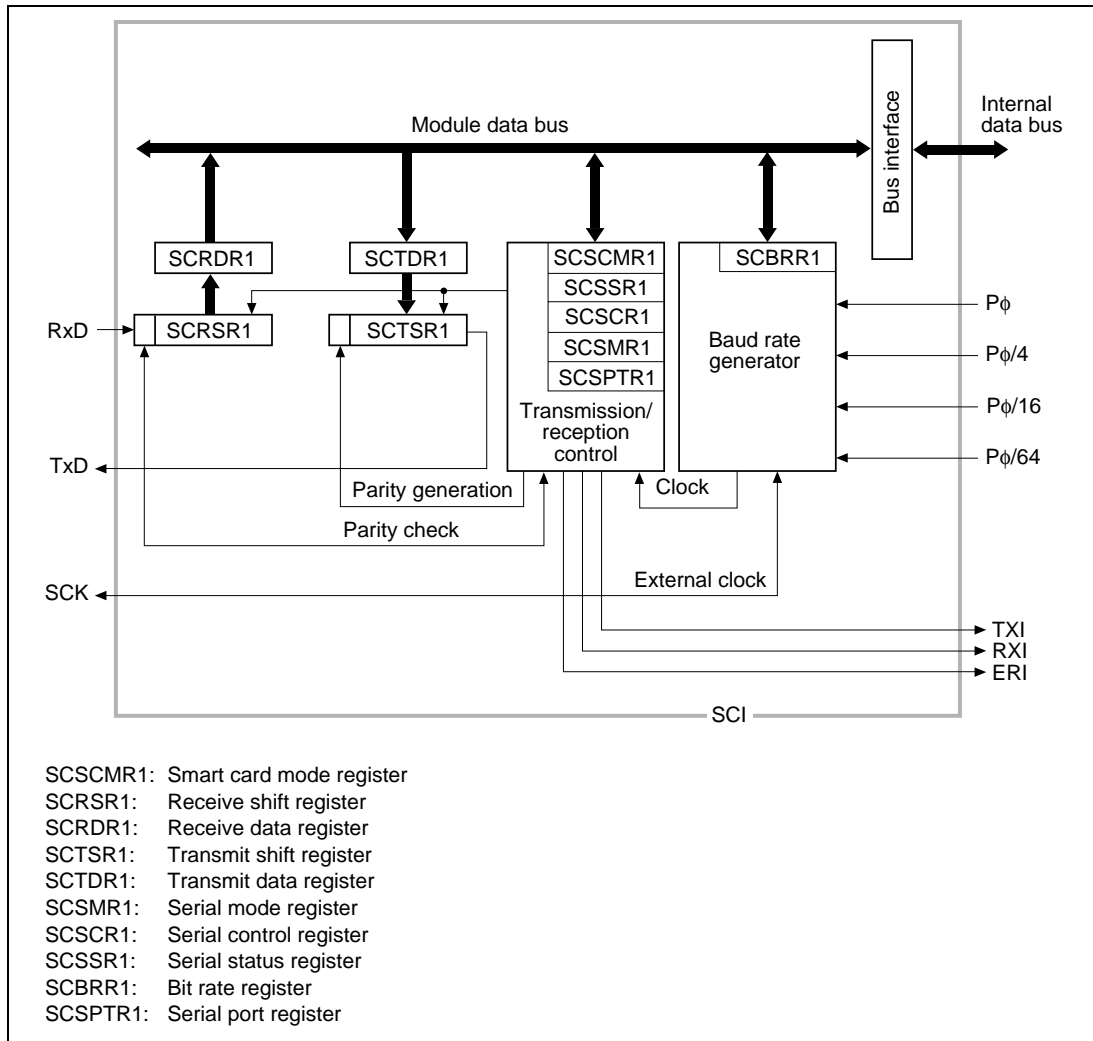 Module data bus
Bus interface
Internal
data bus
SCRDR1
SCTDR1
SCSCMR1
SCSSR1
SCSCR1
SCSMR1
SCSPTR1
Transmission/
reception
control
SCBRR1
Baud rate
generator
RxD
SCRSR1
SCTSR1
Pϕ
Pϕ/4
Pϕ/16
Pϕ/64
TxD
Parity generation
Clock
Parity check
SCK
External clock
TXI
RXI
ERI
SCI
SCSCMR1: Smart card mode register
SCRSR1: Receive shift register
SCRDR1: Receive data register
SCTSR1: Transmit shift register
SCTDR1: Transmit data register
SCSMR1: Serial mode register
SCSCR1: Serial control register
SCSSR1: Serial status register
SCBRR1: Bit rate register
SCSPTR1: Serial port register